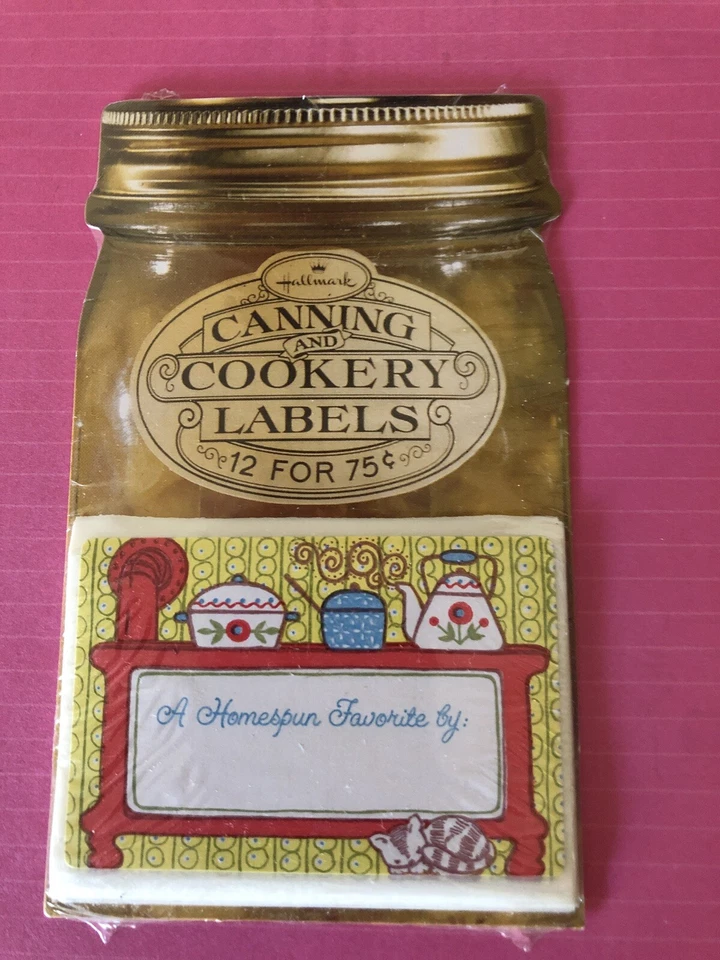 Hallmark
CANNING
AND
COOKERY
LABELS
12 FOR 75¢
A Homespun Favorite by: